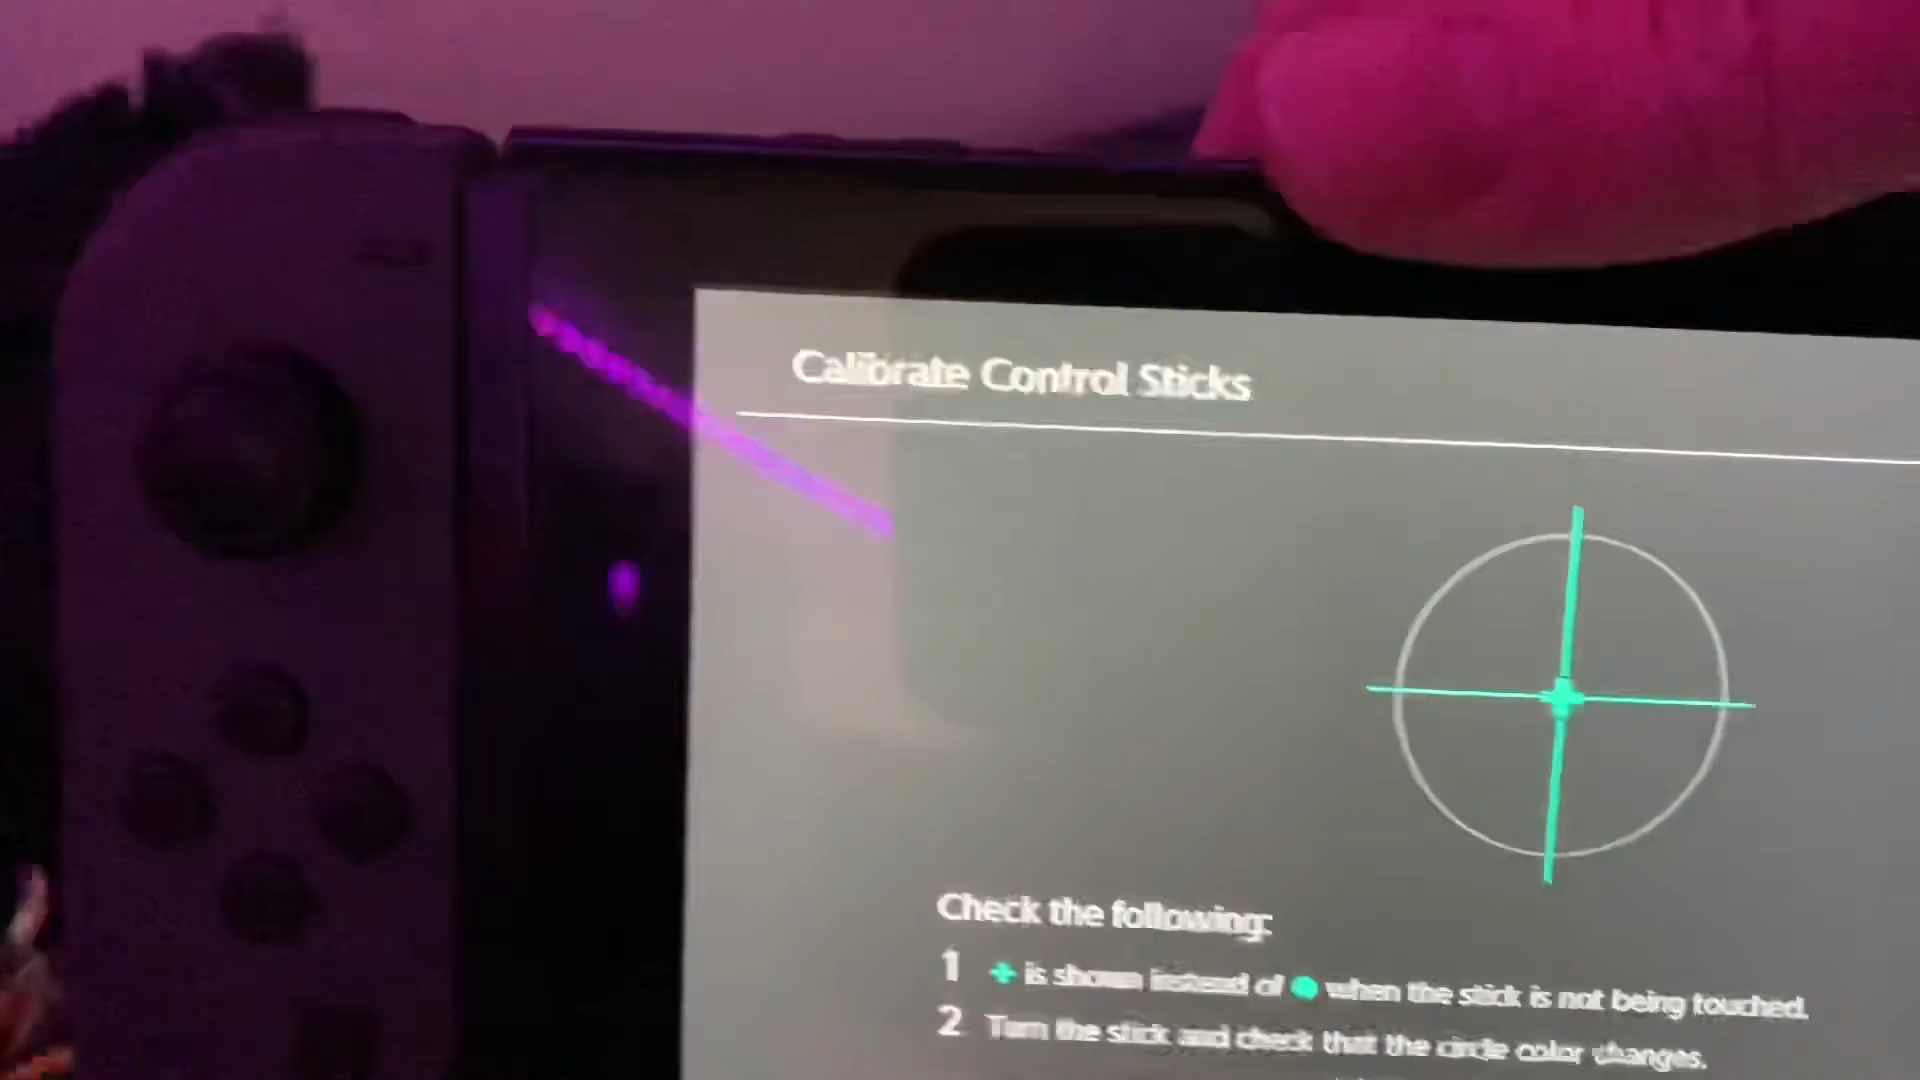 Calibrate Control Sticks
Check the following:
1 + is shown instead of ● when the stick is not being touched.
2 Turn the stick and check that the circle color changes.